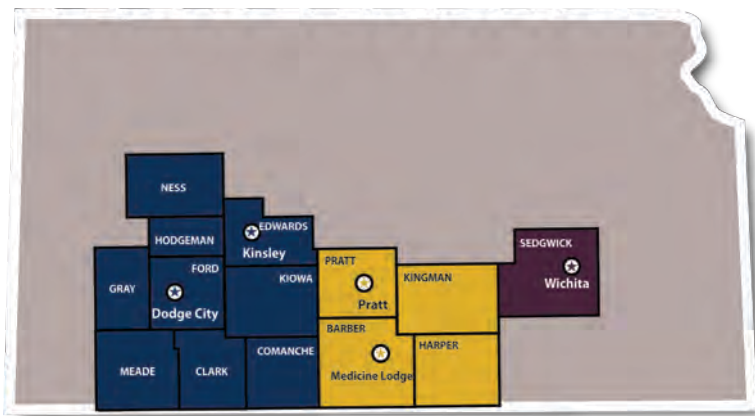 NESS
EDWARDS
Kinsley
HODGEMAN
SEDGWICK
Wichita
FORD
Dodge City
GRAY
KIOWA
PRATT
Pratt
KINGMAN
BARBER
Medicine Lodge
HARPER
COMANCHE
MEADE
CLARK